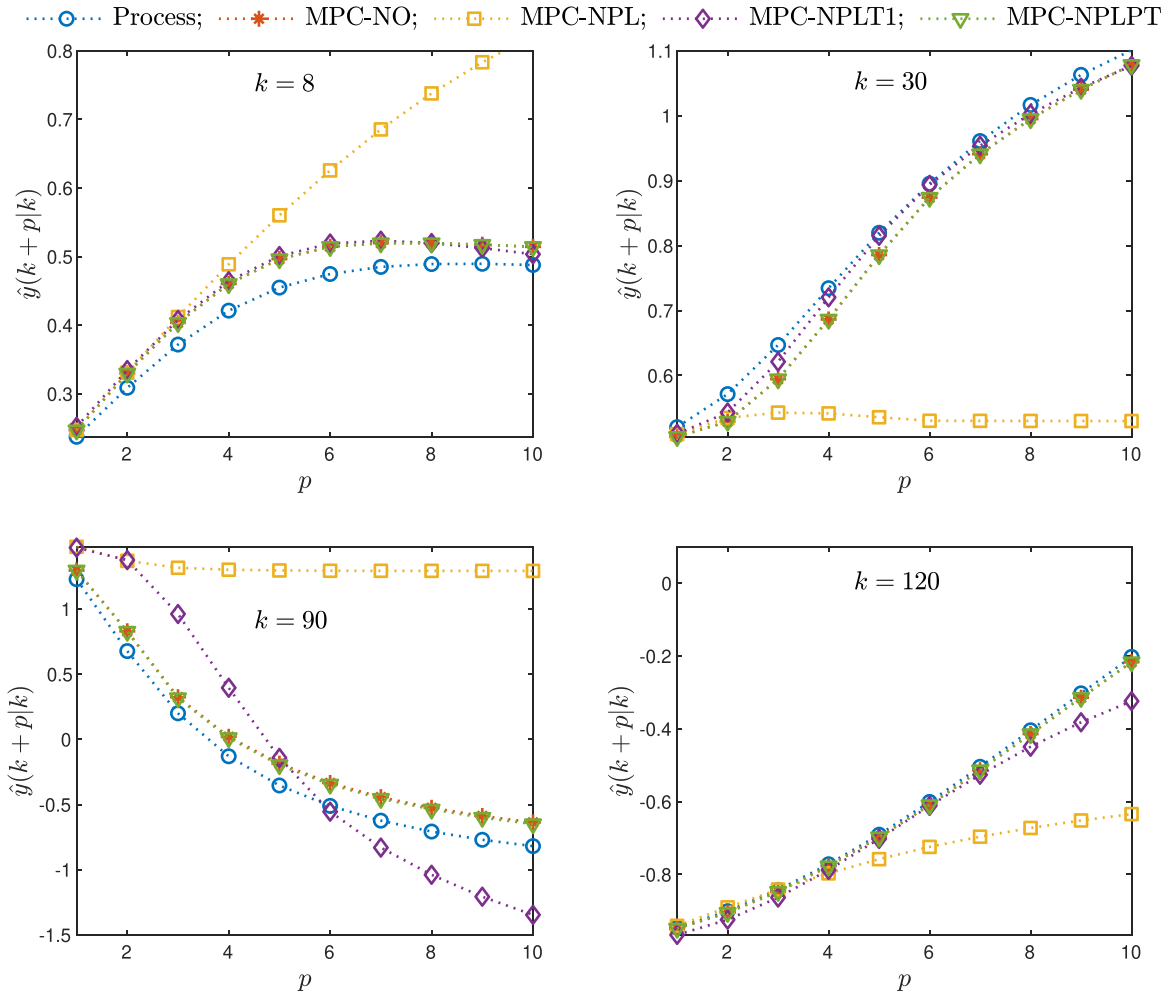 Process; MPC-NO; MPC-NPL; MPC-NPLT1; MPC-NPLPT
0.8
0.7
0.6
0.5
0.4
0.3
2 4 6 8 10
k = 8
ŷ(k + p|k)
p
1.1
1
0.9
0.8
0.7
0.6
2 4 6 8 10
k = 30
ŷ(k + p|k)
p
1
0.5
0
-0.5
-1
-1.5
2 4 6 8 10
k = 90
ŷ(k + p|k)
p
0
-0.2
-0.4
-0.6
-0.8
2 4 6 8 10
k = 120
ŷ(k + p|k)
p